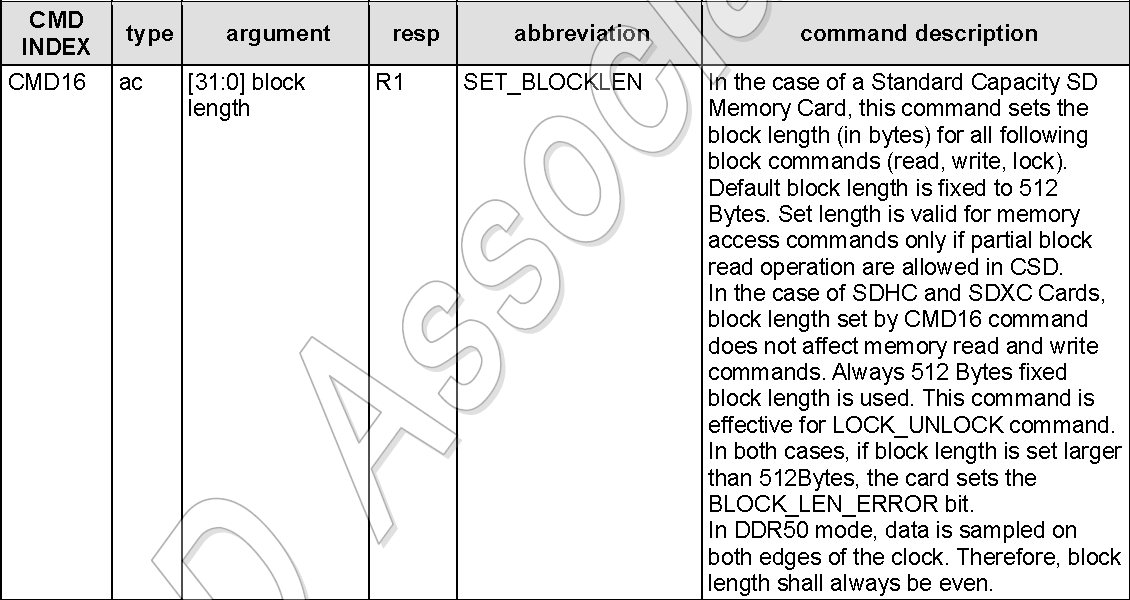 CMD INDEX type argument resp abbreviation command description
CMD16 ac [31:0] block length R1 SET_BLOCKLEN In the case of a Standard Capacity SD
Memory Card, this command sets the
block length (in bytes) for all following
block commands (read, write, lock).
Default block length is fixed to 512
Bytes. Set length is valid for memory
access commands only if partial block
read operation are allowed in CSD.
In the case of SDHC and SDXC Cards,
block length set by CMD16 command
does not affect memory read and write
commands. Always 512 Bytes fixed
block length is used. This command is
effective for LOCK_UNLOCK command.
In both cases, if block length is set larger
than 512Bytes, the card sets the
BLOCK_LEN_ERROR bit.
In DDR50 mode, data is sampled on
both edges of the clock. Therefore, block
length shall always be even.
D Associa